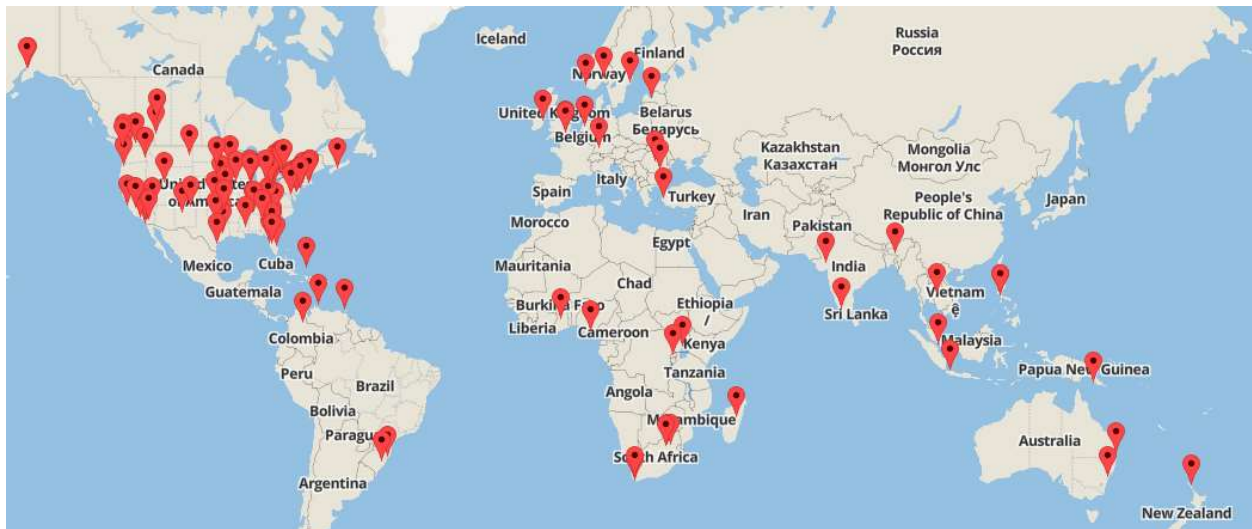 Iceland
Finland
Russia
Россия
Canada
Norway
United Kingdom
Belarus
Беларусь
Belgium
Kazakhstan
Казахстан
Mongolia
Монгол Улс
Italy
United States
of America
Spain
Turkey
People's
Republic of China
Japan
Iran
Morocco
Pakistan
Egypt
Mexico
Cuba
Mauritania
India
Guatemala
Chad
Vietnam
Burkina Faso
Ethiopia
/
Liberia
Cameroon
Sri Lanka
ệ
Colombia
Kenya
Malaysia
Peru
Tanzania
Papua New Guinea
Brazil
Angola
Bolivia
Mozambique
Paragu
Australia
South Africa
Argentina
New Zealand